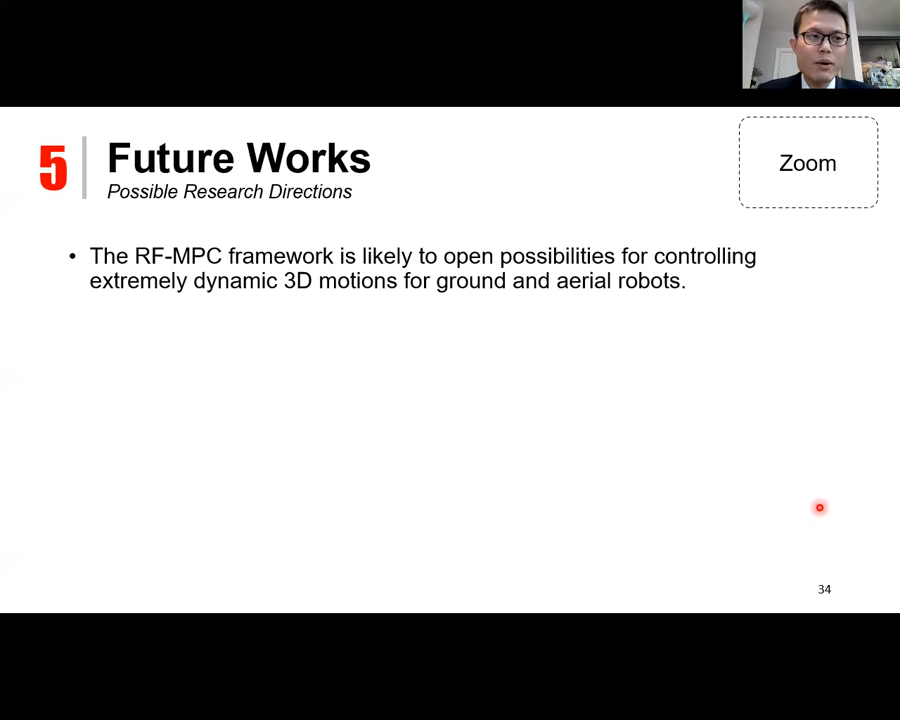 5
Future Works
Possible Research Directions
Zoom
• The RF-MPC framework is likely to open possibilities for controlling
extremely dynamic 3D motions for ground and aerial robots.
34